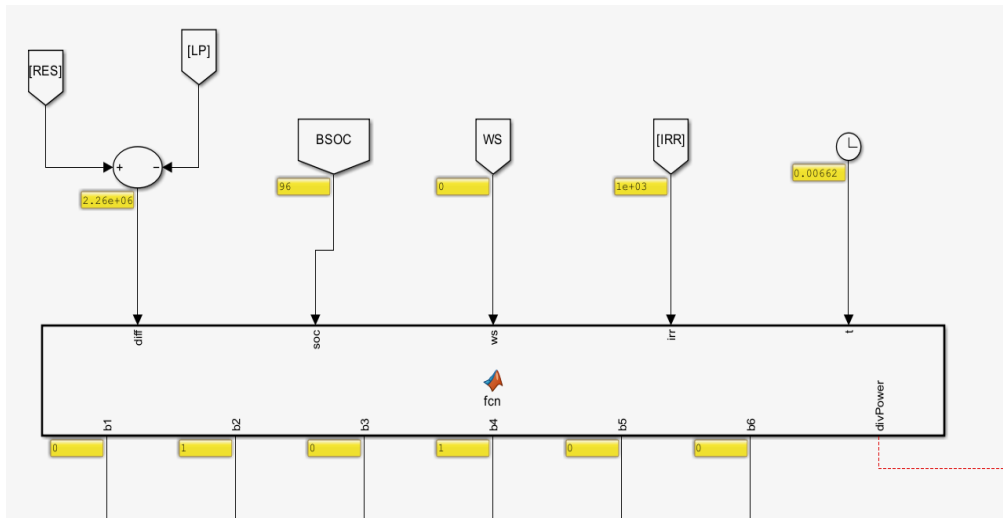 [LP]
[RES]
+
−
BSOC
WS
[IRR]
2.26e+06
96
0
1e+03
0.00662
diff
soc
ws
irr
t
fcn
b1
b2
b3
b4
b5
b6
divPower
0
1
0
1
0
0